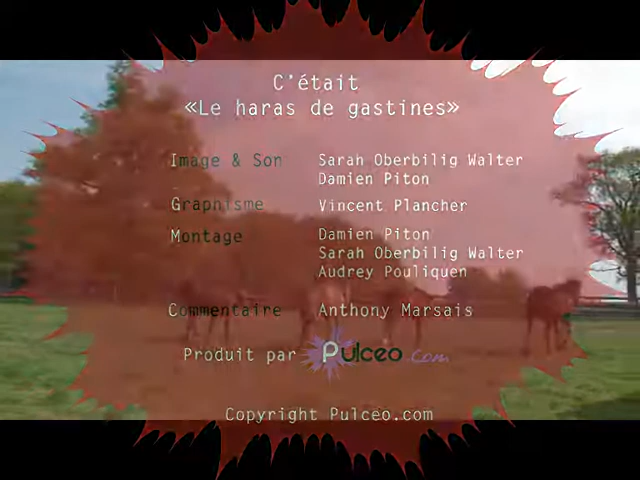 C'était
«Le haras de gastines»
Image & Son Sarah Oberbilig Walter
Damien Piton
Graphisme Vincent Plancher
Montage Damien Piton
Sarah Oberbilig Walter
Audrey Pouliquen
Commentaire Anthony Marsais
Produit par Pulceo.com
Copyright Pulceo.com